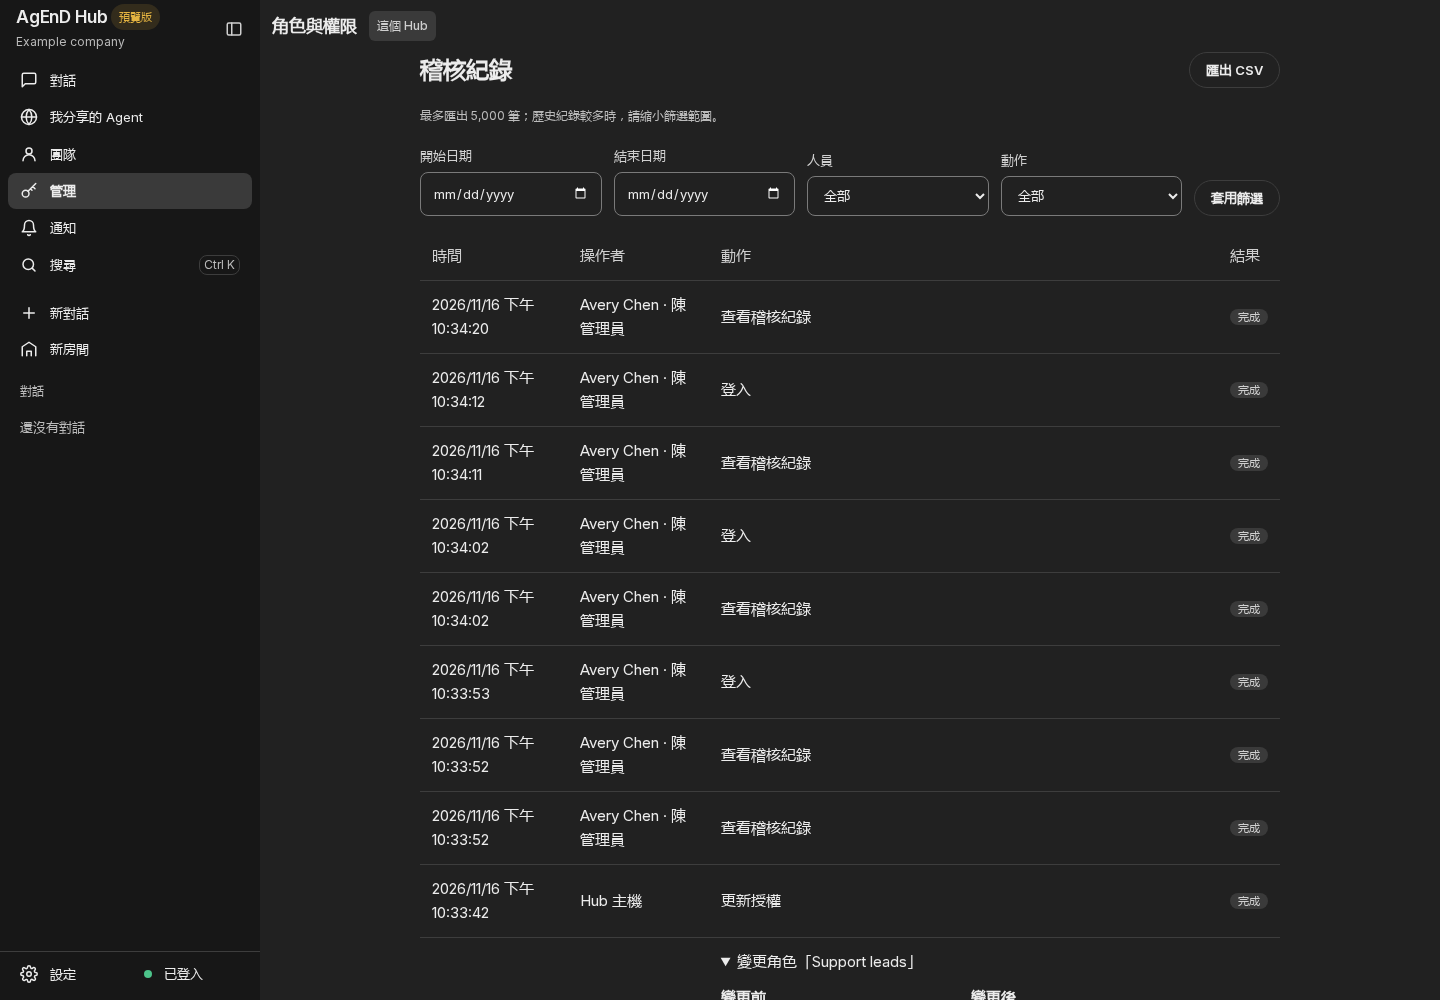 AgEnD Hub 預覽版
Example company
對話
我分享的 Agent
團隊
管理
通知
搜尋 Ctrl K
新對話
新房間
對話
還沒有對話
設定 已登入
角色與權限 這個 Hub
稽核紀錄 匯出 CSV
最多匯出 5,000 筆；歷史紀錄較多時，請縮小篩選範圍。
開始日期 結束日期 人員 動作
mm/dd/yyyy mm/dd/yyyy 全部 全部 套用篩選
時間 操作者 動作 結果
2026/11/16 下午 Avery Chen · 陳
10:34:20 管理員 查看稽核紀錄 完成
2026/11/16 下午 Avery Chen · 陳
10:34:12 管理員 登入 完成
2026/11/16 下午 Avery Chen · 陳
10:34:11 管理員 查看稽核紀錄 完成
2026/11/16 下午 Avery Chen · 陳
10:34:02 管理員 登入 完成
2026/11/16 下午 Avery Chen · 陳
10:34:02 管理員 查看稽核紀錄 完成
2026/11/16 下午 Avery Chen · 陳
10:33:53 管理員 登入 完成
2026/11/16 下午 Avery Chen · 陳
10:33:52 管理員 查看稽核紀錄 完成
2026/11/16 下午 Avery Chen · 陳
10:33:52 管理員 查看稽核紀錄 完成
2026/11/16 下午
10:33:42 Hub 主機 更新授權 完成
▼ 變更角色「Support leads」
變更前 變更後